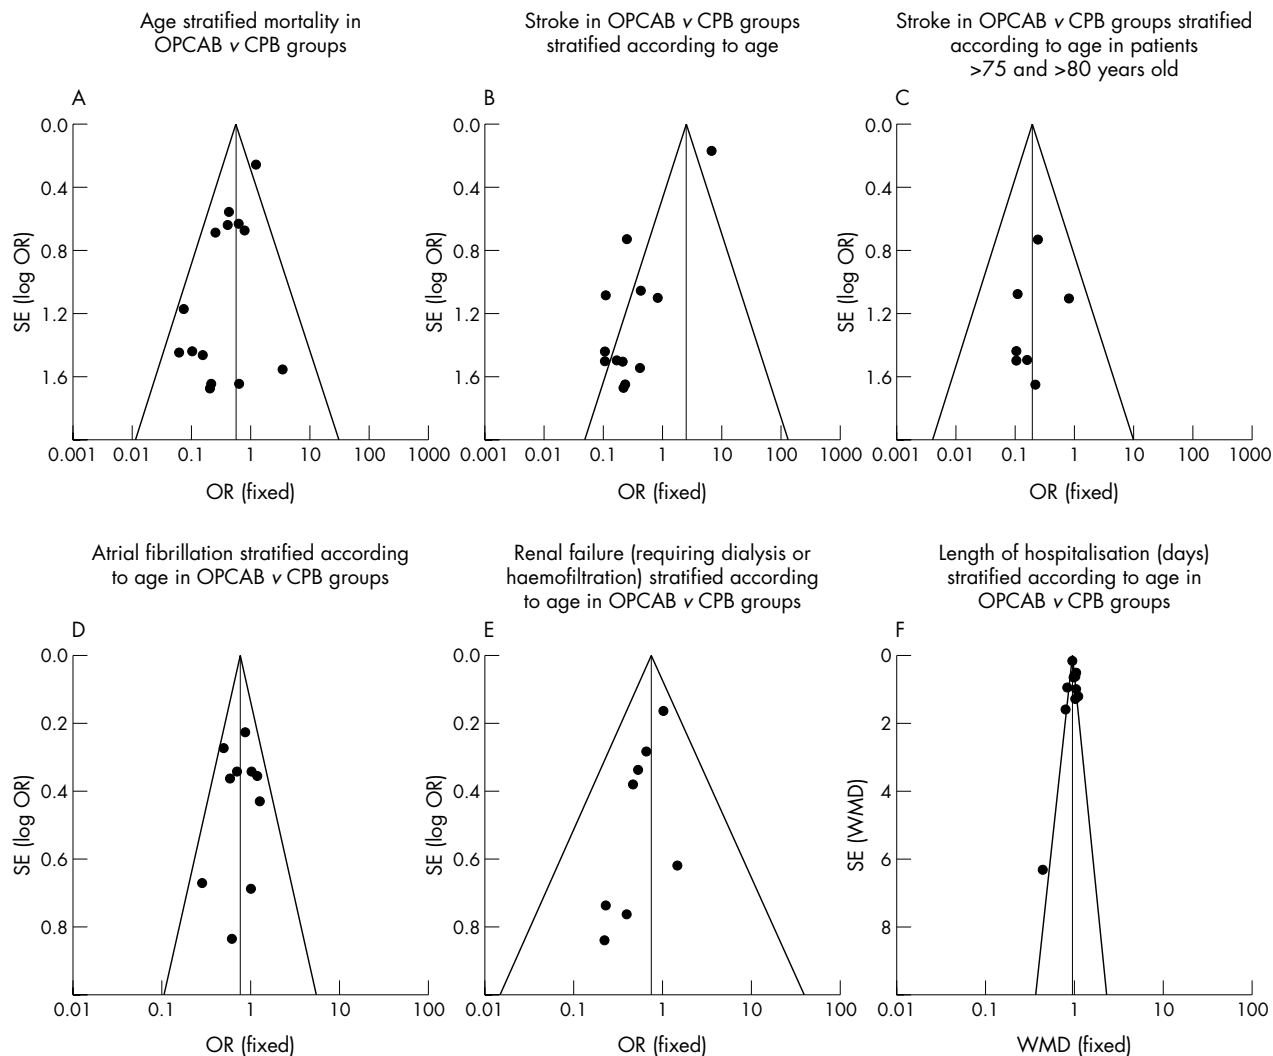 Age stratified mortality in
OPCAB v CPB groups
A
0.0
0.4
0.8
1.2
1.6
SE (log OR)
0.001
0.01
0.1
1
10
100
1000
OR (fixed)
Stroke in OPCAB v CPB groups
stratified according to age
B
0.0
0.4
0.8
1.2
1.6
SE (log OR)
0.001
0.01
0.1
1
10
100
1000
OR (fixed)
Stroke in OPCAB v CPB groups stratified
according to age in patients
>75 and >80 years old
C
0.0
0.4
0.8
1.2
1.6
SE (log OR)
0.001
0.01
0.1
1
10
100
1000
OR (fixed)
Atrial fibrillation stratified according
to age in OPCAB v CPB groups
D
0.0
0.2
0.4
0.6
0.8
SE (log OR)
0.01
0.1
1
10
100
OR (fixed)
Renal failure (requiring dialysis or
haemofiltration) stratified according
to age in OPCAB v CPB groups
E
0.0
0.2
0.4
0.6
0.8
SE (log OR)
0.01
0.1
1
10
100
OR (fixed)
Length of hospitalisation (days)
stratified according to age in
OPCAB v CPB groups
F
0
2
4
6
8
SE (WMD)
0.01
0.1
1
10
100
WMD (fixed)